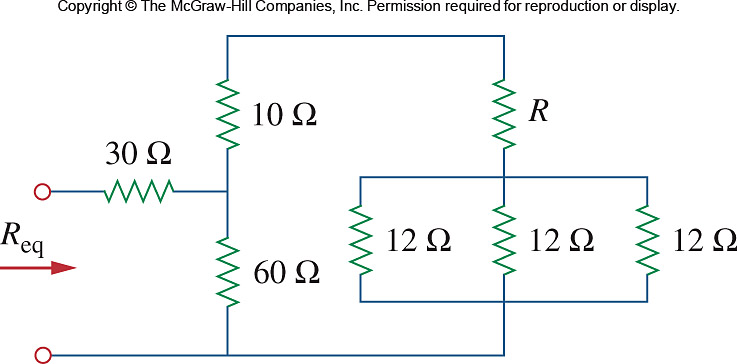 Copyright © The McGraw-Hill Companies, Inc. Permission required for reproduction or display.
10 Ω
R
30 Ω
Req
12 Ω
12 Ω
12 Ω
60 Ω